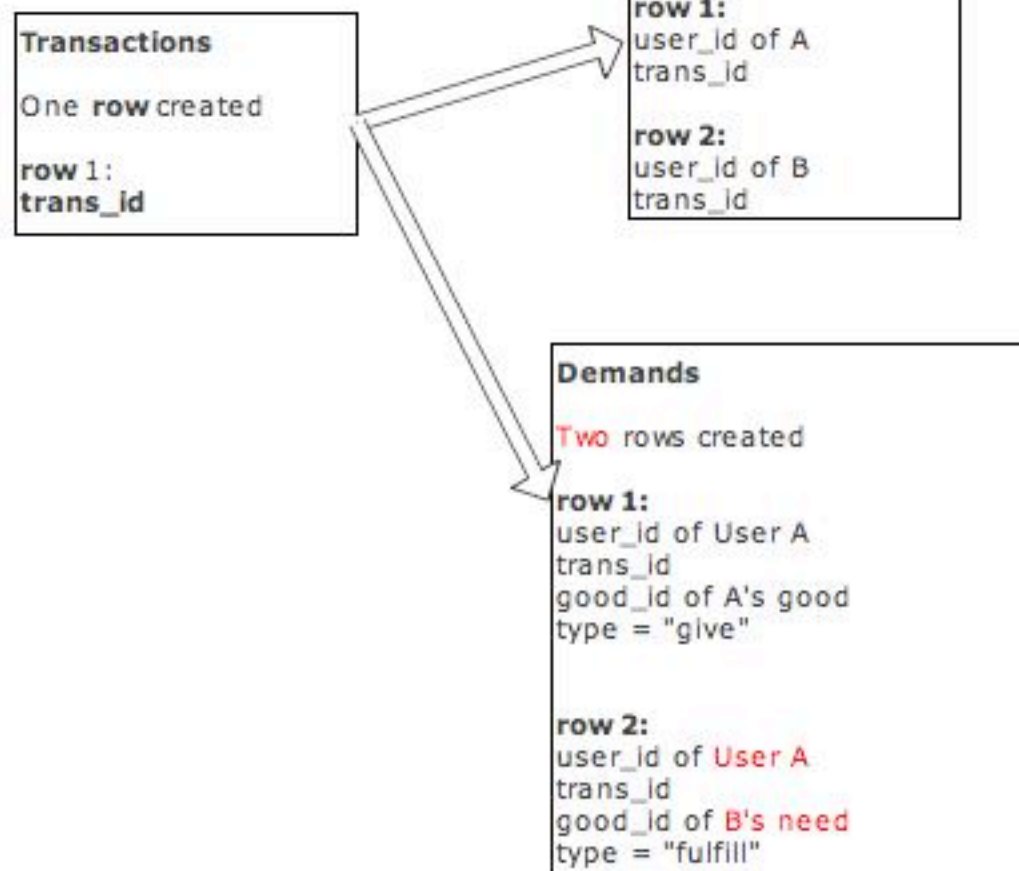 Transactions
One row created
row 1:
trans_id
row 1:
user_id of A
trans_id
row 2:
user_id of B
trans_id
Demands
Two rows created
row 1:
user_id of User A
trans_id
good_id of A's good
type = "give"
row 2:
user_id of User A
trans_id
good_id of B's need
type = "fulfill"